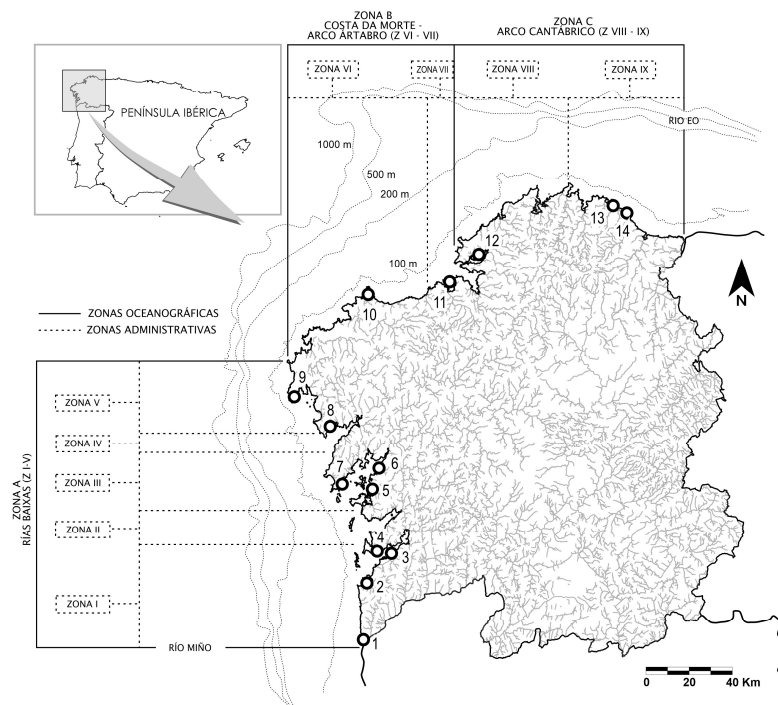 ZONA B
COSTA DA MORTE -
ARCO ÁRTABRO (Z VI - VII)
ZONA C
ARCO CANTÁBRICO (Z VIII - IX)
ZONA VI
ZONA VII
ZONA VIII
ZONA IX
PENÍNSULA IBÉRICA
RIO EO
1000 m
500 m
200 m
100 m
13
14
12
11
10
N
ZONAS OCEANOGRÁFICAS
ZONAS ADMINISTRATIVAS
9
8
7
6
5
4
3
2
1
ZONA A
RÍAS BAIXAS (Z I-V)
ZONA V
ZONA IV
ZONA III
ZONA II
ZONA I
RÍO MIÑO
0 20 40 Km